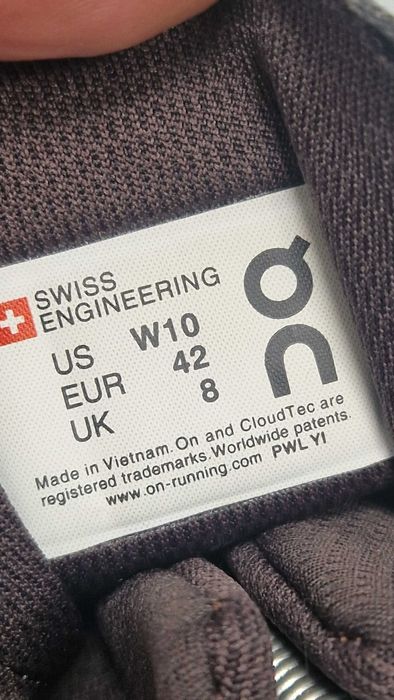 SWISS
ENGINEERING
US W10
EUR 42
UK 8
On
Made in Vietnam. On and CloudTec are
registered trademarks. Worldwide patents.
www.on-running.com PWL YI